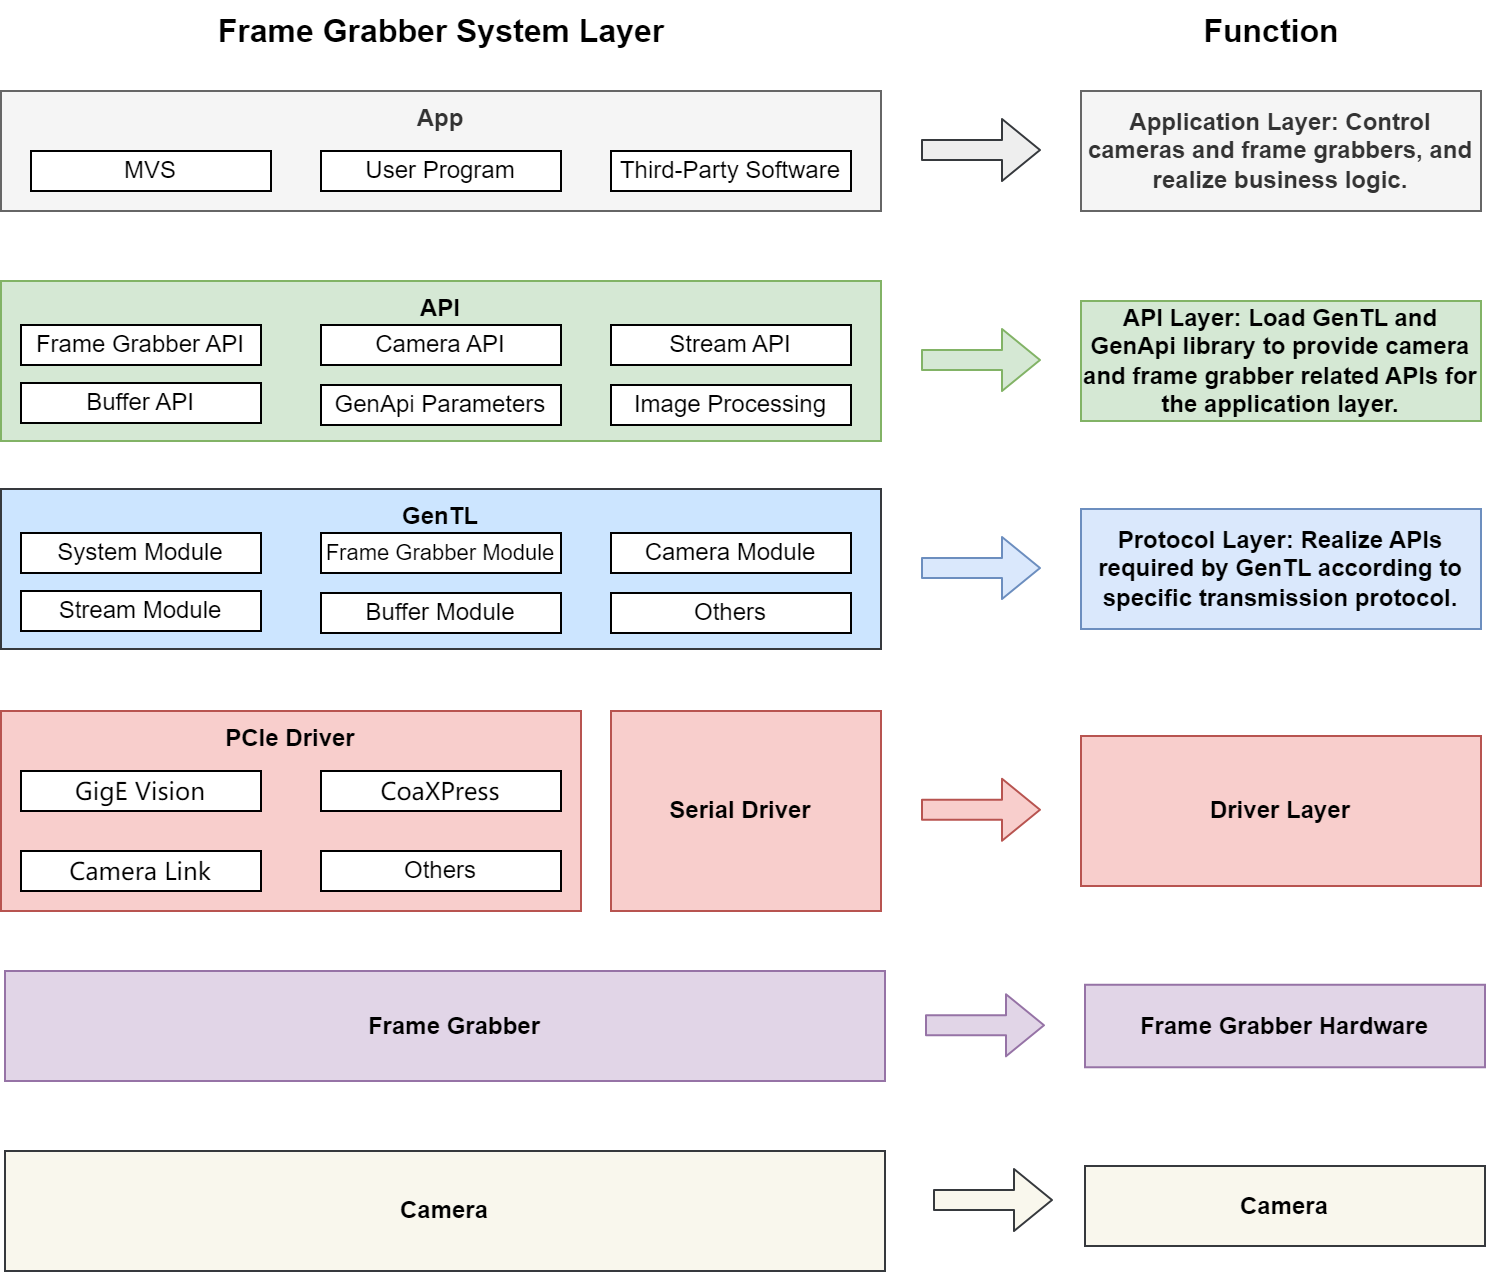 Frame Grabber System Layer
Function
App
MVS
User Program
Third-Party Software
Application Layer: Control
cameras and frame grabbers, and
realize business logic.
API
Frame Grabber API
Camera API
Stream API
Buffer API
GenApi Parameters
Image Processing
API Layer: Load GenTL and
GenApi library to provide camera
and frame grabber related APIs for
the application layer.
GenTL
System Module
Frame Grabber Module
Camera Module
Stream Module
Buffer Module
Others
Protocol Layer: Realize APIs
required by GenTL according to
specific transmission protocol.
PCIe Driver
GigE Vision
CoaXPress
Camera Link
Others
Serial Driver
Driver Layer
Frame Grabber
Frame Grabber Hardware
Camera
Camera